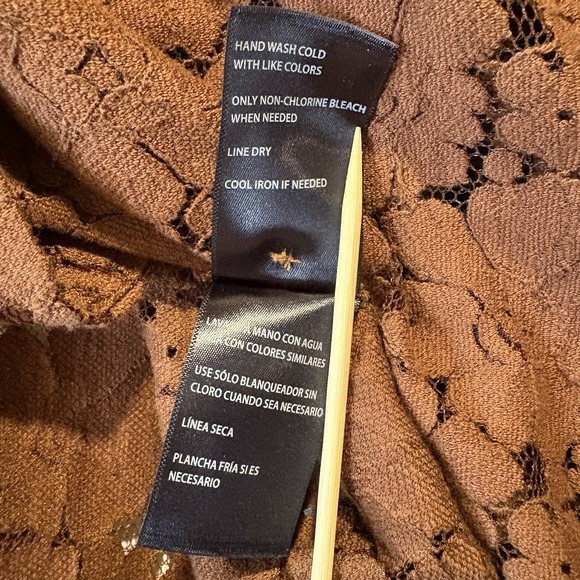 HAND WASH COLD
WITH LIKE COLORS
ONLY NON-CHLORINE BLEACH
WHEN NEEDED
LINE DRY
COOL IRON IF NEEDED
MANO CON AGUA
CON COLORES SIMILARES
USE SÓLO BLANQUEADOR SIN
CLORO CUANDO SEA NECESARIO
LÍNEA SECA
PLANCHA FRÍA SI ES
NECESARIO